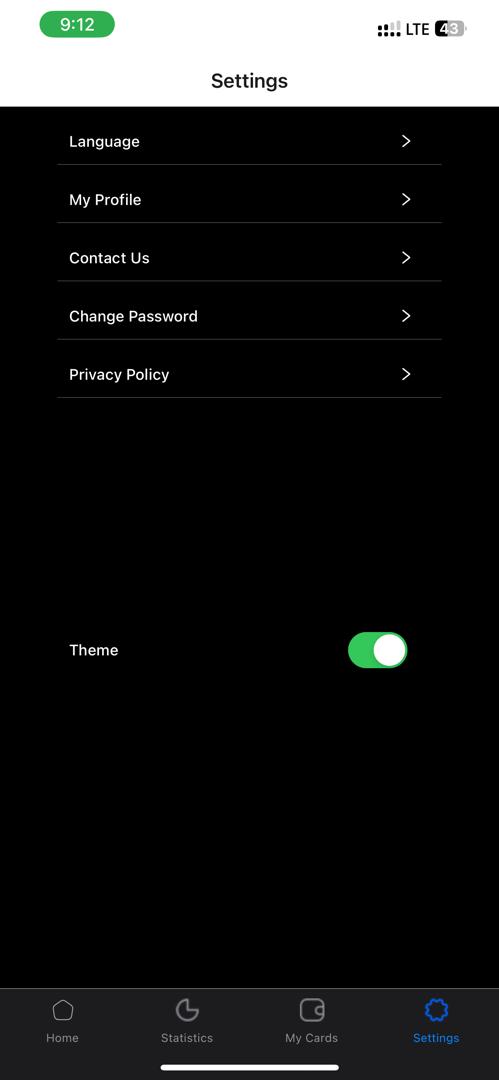 9:12
LTE 43
Settings
Language
My Profile
Contact Us
Change Password
Privacy Policy
Theme
Home
Statistics
My Cards
Settings